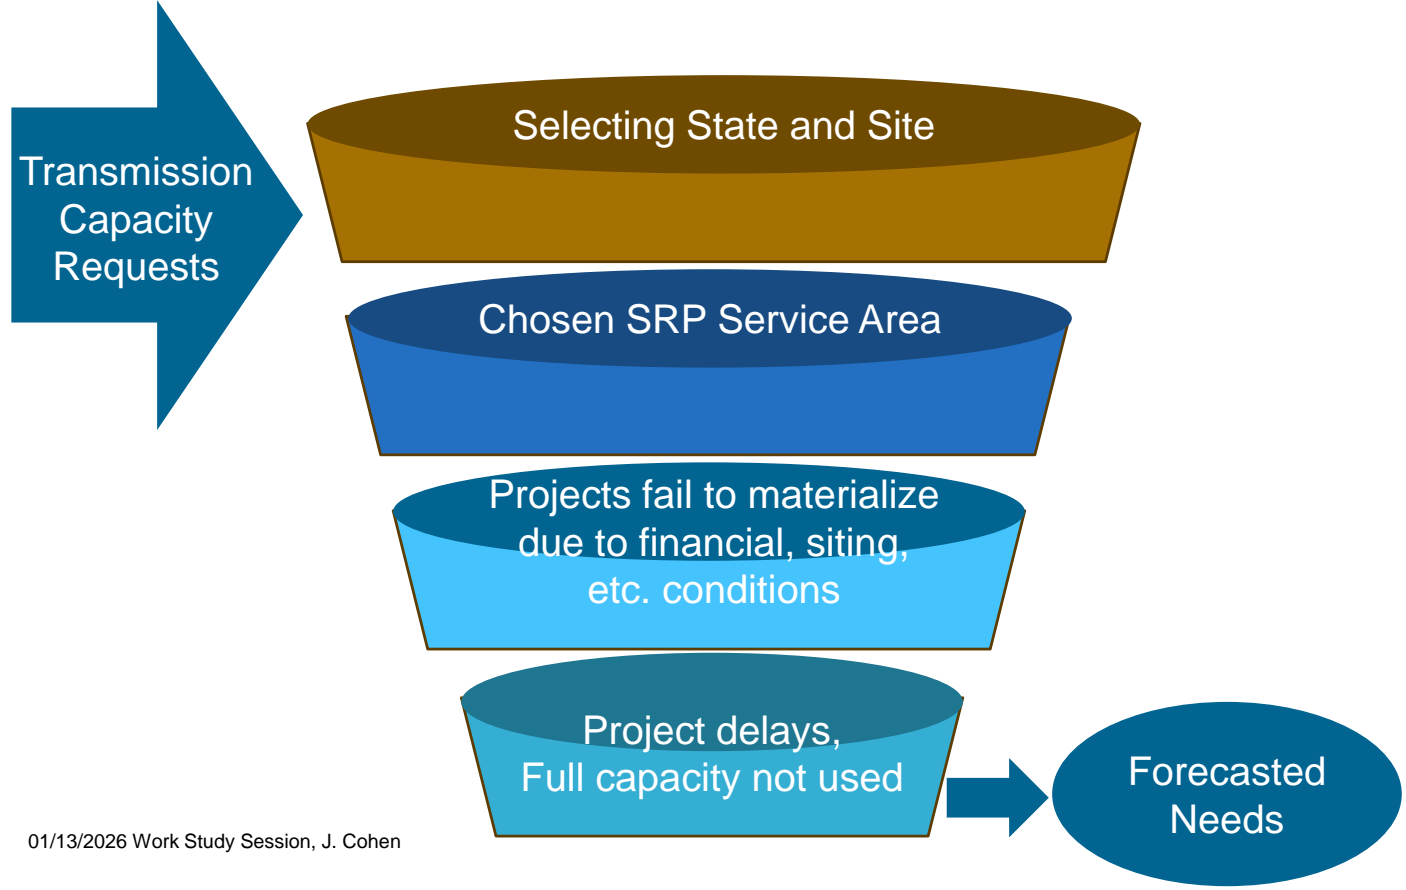 Transmission
Capacity
Requests
Selecting State and Site
Chosen SRP Service Area
Projects fail to materialize
due to financial, siting,
etc. conditions
Project delays,
Full capacity not used
Forecasted
Needs
01/13/2026 Work Study Session, J. Cohen